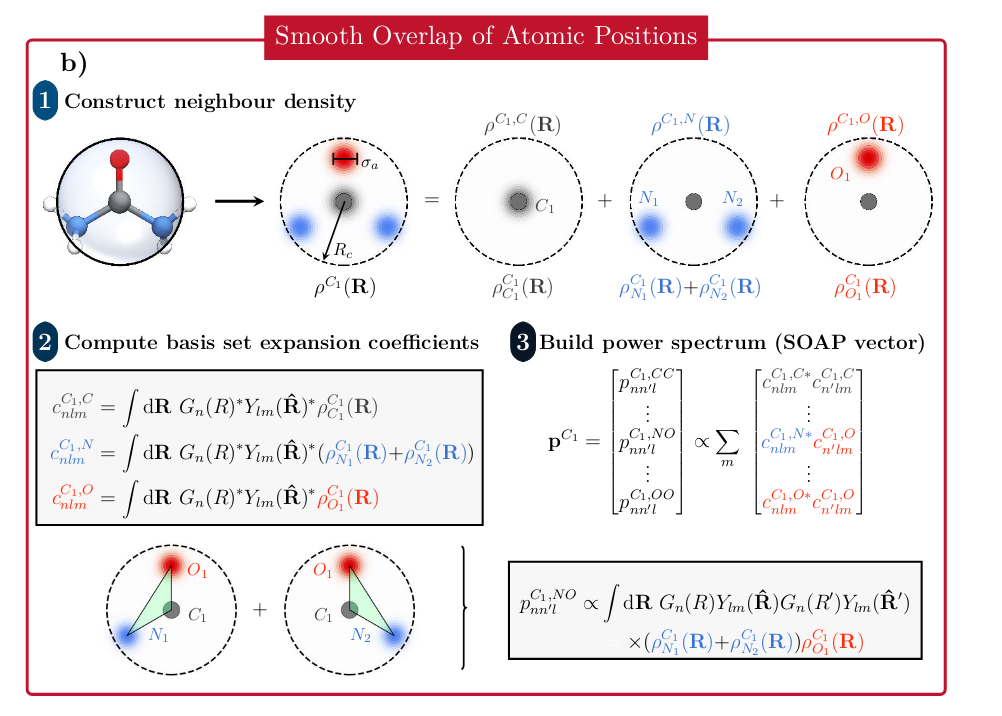 Smooth Overlap of Atomic Positions
b)
1 Construct neighbour density
ρ^{C_1,C}(R) ρ^{C_1,N}(R) ρ^{C_1,O}(R)
σ_a = C_1 + N_1 N_2 + O_1
R_c
ρ^{C_1}(R) ρ^{C_1}_{C_1}(R) ρ^{C_1}_{N_1}(R)+ρ^{C_1}_{N_2}(R) ρ^{C_1}_{O_1}(R)
2 Compute basis set expansion coefficients
c^{C_1,C}_{nlm} = ∫ dR G_n(R)*Y_{lm}(R̂)*ρ^{C_1}_{C_1}(R)
c^{C_1,N}_{nlm} = ∫ dR G_n(R)*Y_{lm}(R̂)*(ρ^{C_1}_{N_1}(R)+ρ^{C_1}_{N_2}(R))
c^{C_1,O}_{nlm} = ∫ dR G_n(R)*Y_{lm}(R̂)*ρ^{C_1}_{O_1}(R)
O_1 C_1 N_1 + O_1 C_1 N_2 }
3 Build power spectrum (SOAP vector)
p^{C_1,CC}_{nn'l} c^{C_1,C*}_{nlm} c^{C_1,C}_{n'lm}
⋮ ⋮
p^{C_1} = [p^{C_1,NO}_{nn'l}] ∝ ∑_m [c^{C_1,N*}_{nlm} c^{C_1,O}_{n'lm}]
⋮ ⋮
p^{C_1,OO}_{nn'l} c^{C_1,O*}_{nlm} c^{C_1,O}_{n'lm}
p^{C_1,NO}_{nn'l} ∝ ∫ dR G_n(R)Y_{lm}(R̂)G_n(R')Y_{lm}(R̂')
×(ρ^{C_1}_{N_1}(R)+ρ^{C_1}_{N_2}(R))ρ^{C_1}_{O_1}(R)